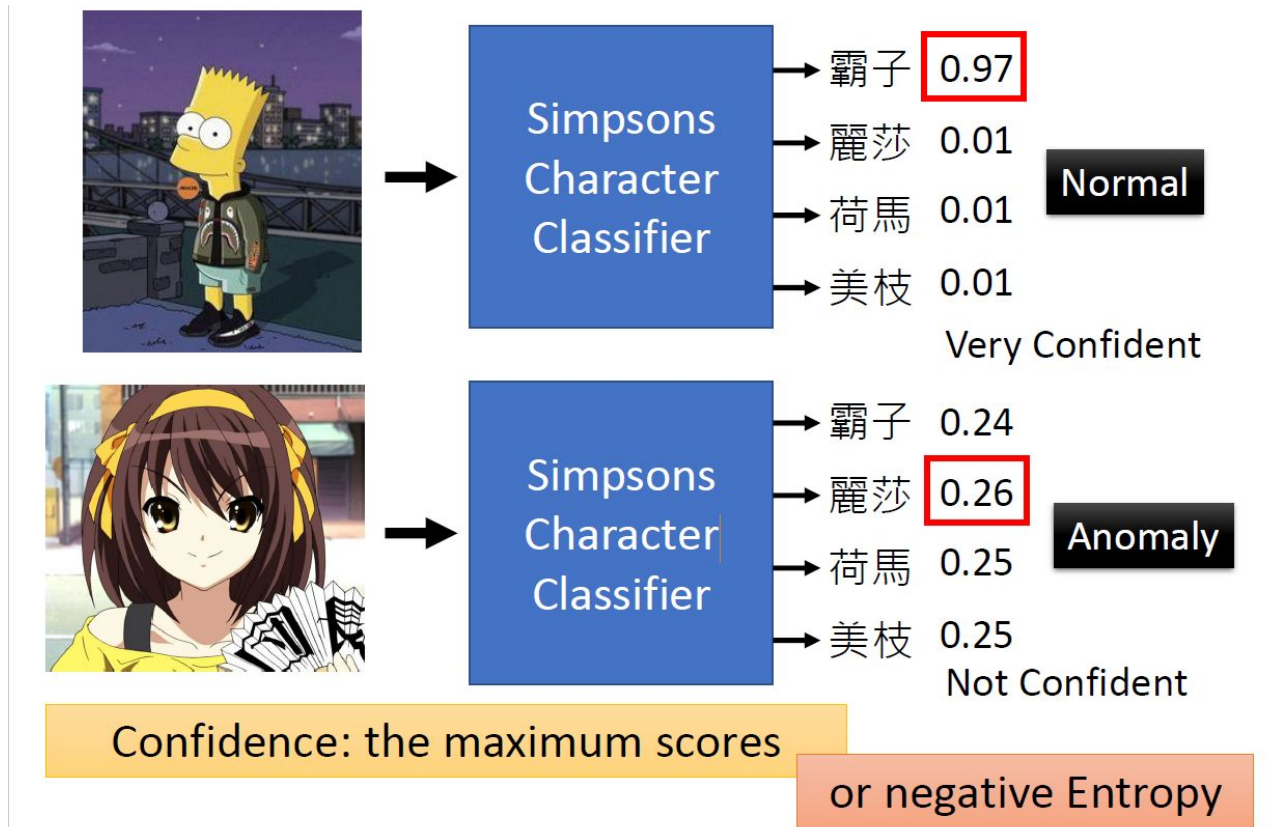 Simpsons
Character
Classifier
霸子 0.97
麗莎 0.01
荷馬 0.01
美枝 0.01
Normal
Very Confident
Simpsons
Character
Classifier
霸子 0.24
麗莎 0.26
荷馬 0.25
美枝 0.25
Anomaly
Not Confident
Confidence: the maximum scores
or negative Entropy